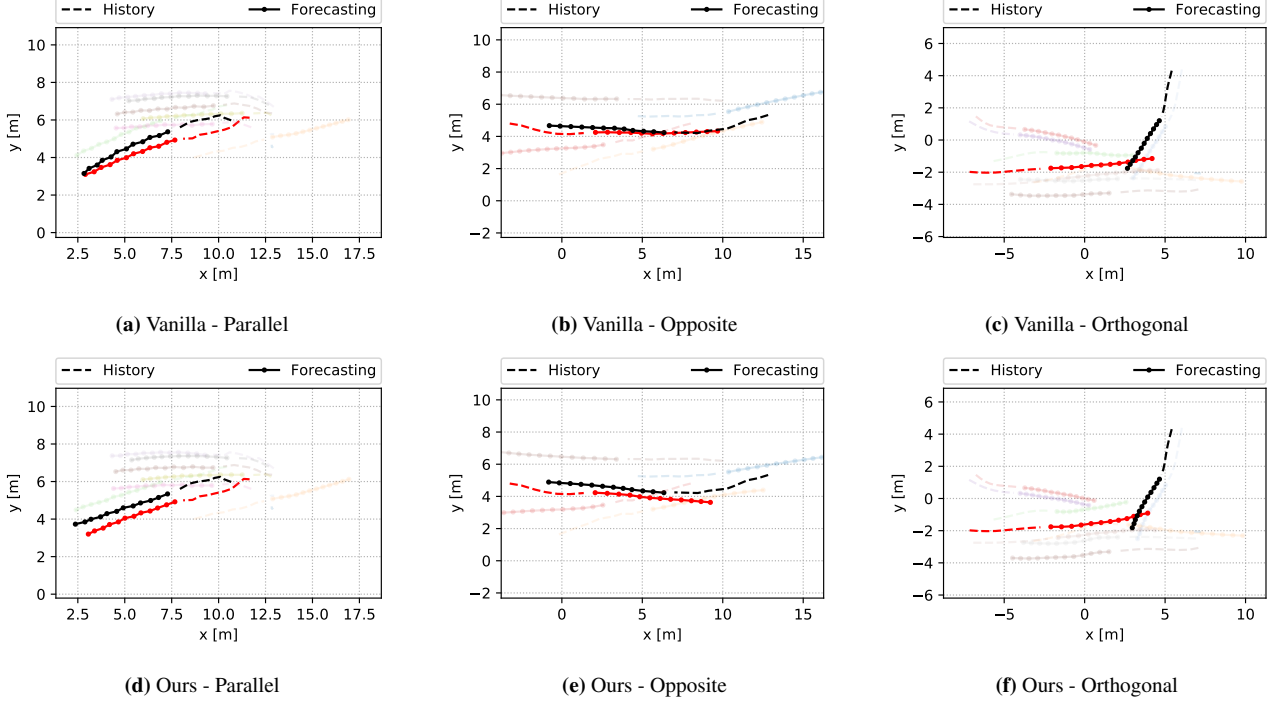 History Forecasting History Forecasting History Forecasting
10
8
6
4
2
0
y [m]
2.5 5.0 7.5 10.0 12.5 15.0 17.5
x [m]
10
8
6
4
2
0
−2
y [m]
0 5 10 15
x [m]
6
4
2
0
−2
−4
−6
y [m]
−5 0 5 10
x [m]
(a) Vanilla - Parallel (b) Vanilla - Opposite (c) Vanilla - Orthogonal
History Forecasting History Forecasting History Forecasting
10
8
6
4
2
0
y [m]
2.5 5.0 7.5 10.0 12.5 15.0 17.5
x [m]
10
8
6
4
2
0
−2
y [m]
0 5 10 15
x [m]
6
4
2
0
−2
−4
−6
y [m]
−5 0 5 10
x [m]
(d) Ours - Parallel (e) Ours - Opposite (f) Ours - Orthogonal